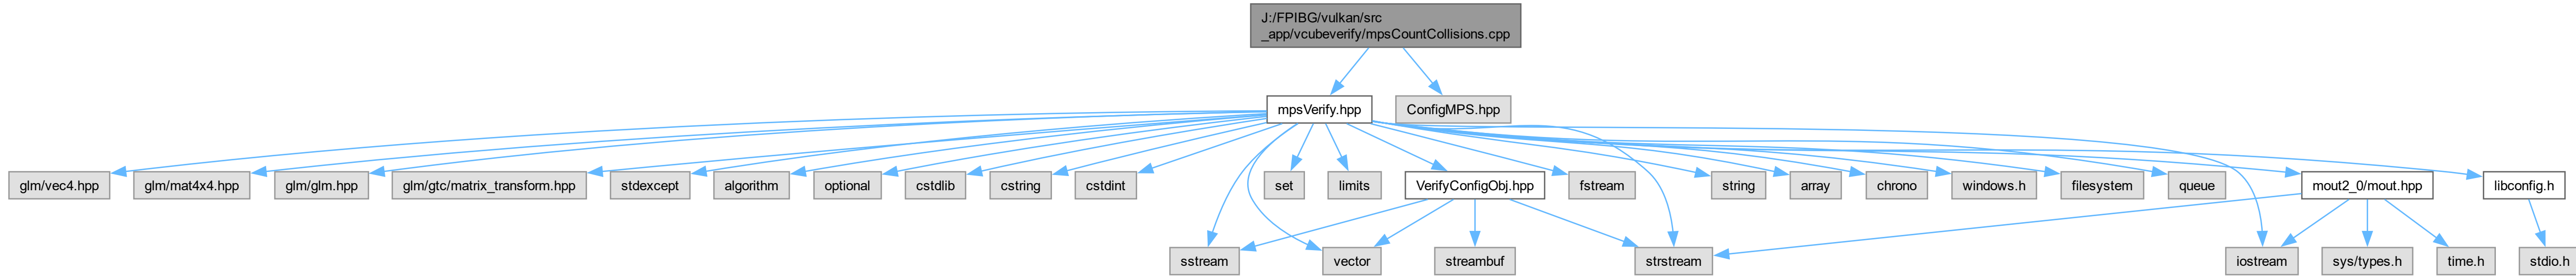 J:/FPIBG/vulkan/src
_app/vcubeverify/mpsCountCollisions.cpp
mpsVerify.hpp
ConfigMPS.hpp
glm/vec4.hpp
glm/mat4x4.hpp
glm/glm.hpp
glm/gtc/matrix_transform.hpp
stdexcept
algorithm
optional
cstdlib
cstring
cstdint
set
limits
VerifyConfigObj.hpp
fstream
string
array
chrono
windows.h
filesystem
queue
mout2_0/mout.hpp
libconfig.h
sstream
vector
streambuf
strstream
iostream
sys/types.h
time.h
stdio.h